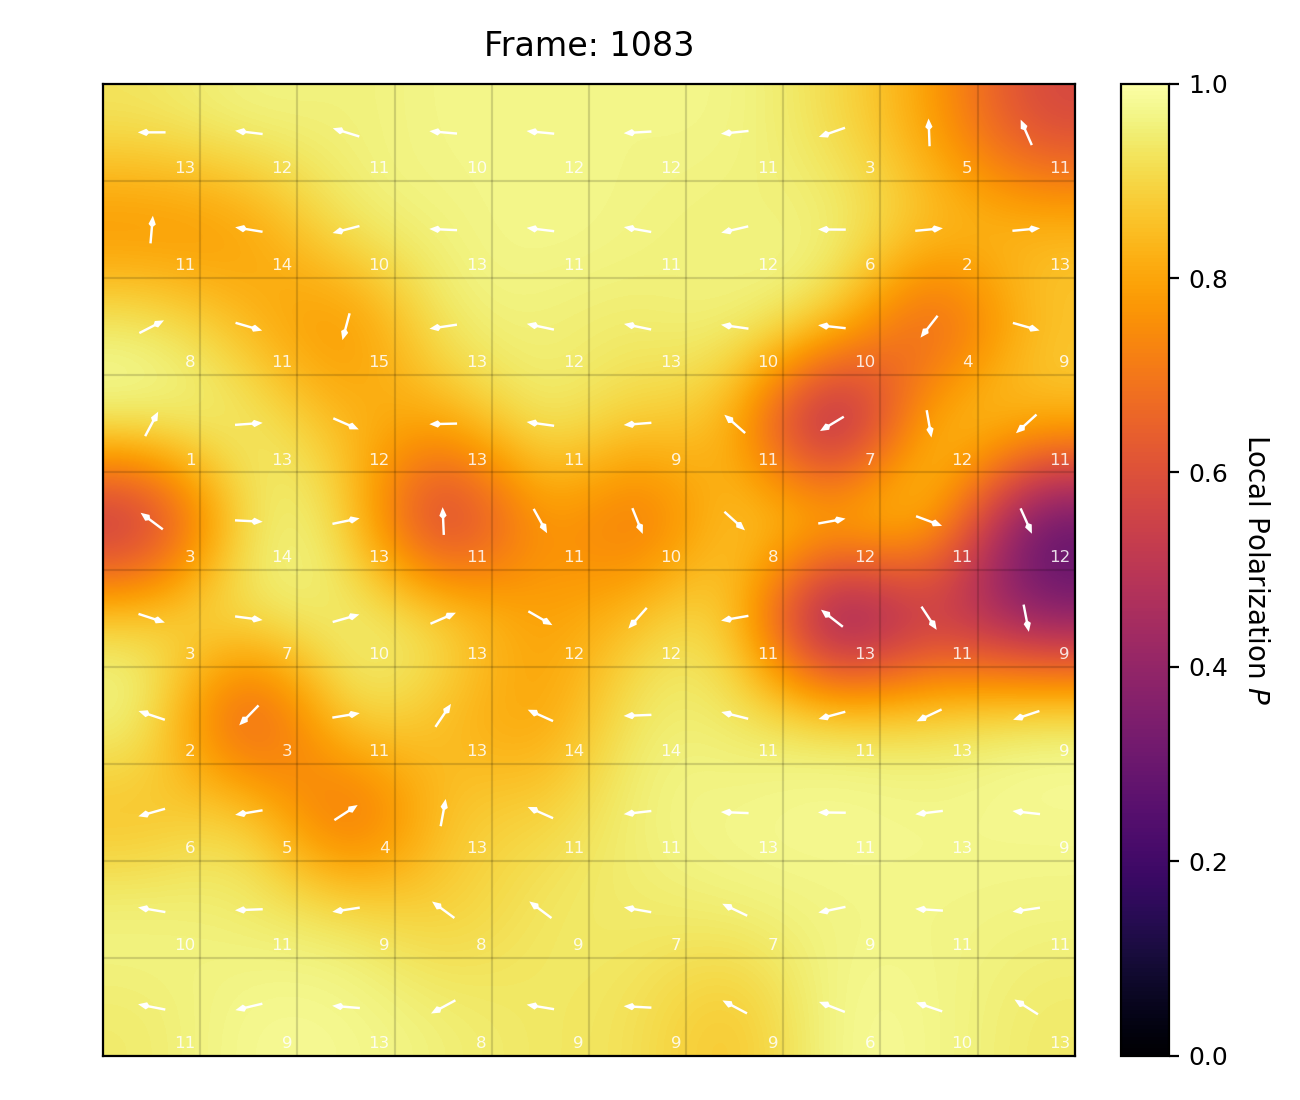 Frame: 1083
13 12 11 10 12 12 11 3 5 11
11 14 10 13 11 11 12 6 2 13
8 11 15 13 12 13 10 10 4 9
1 13 12 13 11 9 11 7 12 11
3 14 13 11 11 10 8 12 11 12
3 7 10 13 12 12 11 13 11 9
2 3 11 13 14 14 11 11 13 9
6 5 4 13 11 11 13 11 13 9
10 11 9 8 9 7 7 9 11 11
11 9 13 8 9 9 9 6 10 13
1.0
0.8
0.6
0.4
0.2
0.0
Local Polarization P